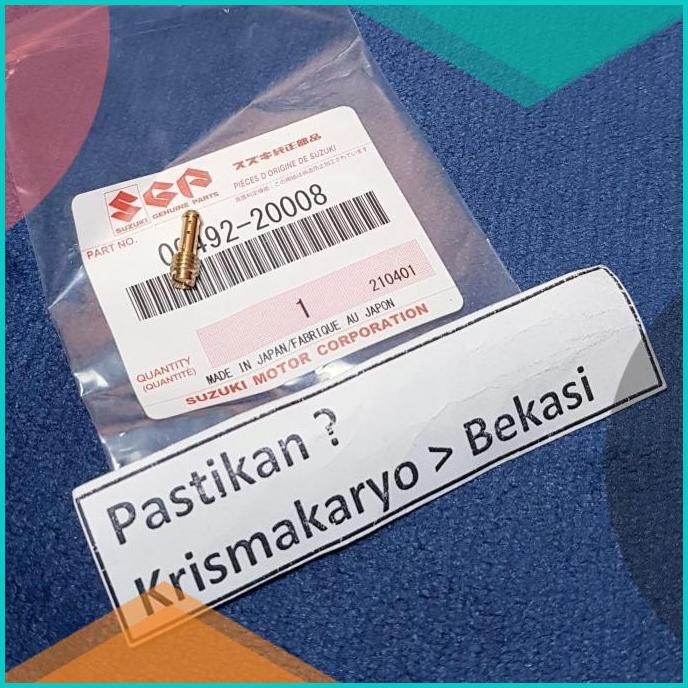 スズキ純正部品
SGP
PIÈCES D'ORIGINE DE SUZUKI
SUZUKI GENUINE PARTS
PART NO.
09492-20008
1
210401
QUANTITY
(QUANTITÉ)
MADE IN JAPAN/FABRIQUE AU JAPON
SUZUKI MOTOR CORPORATION
Pastikan ?
Krismakaryo > Bekasi